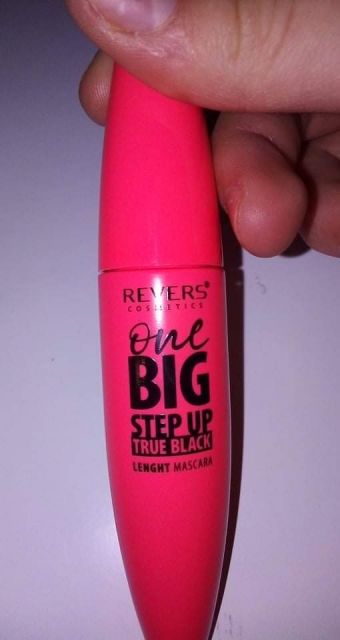 REVERS®
COSMETICS
one
BIG
STEP UP
TRUE BLACK
LENGHT MASCARA